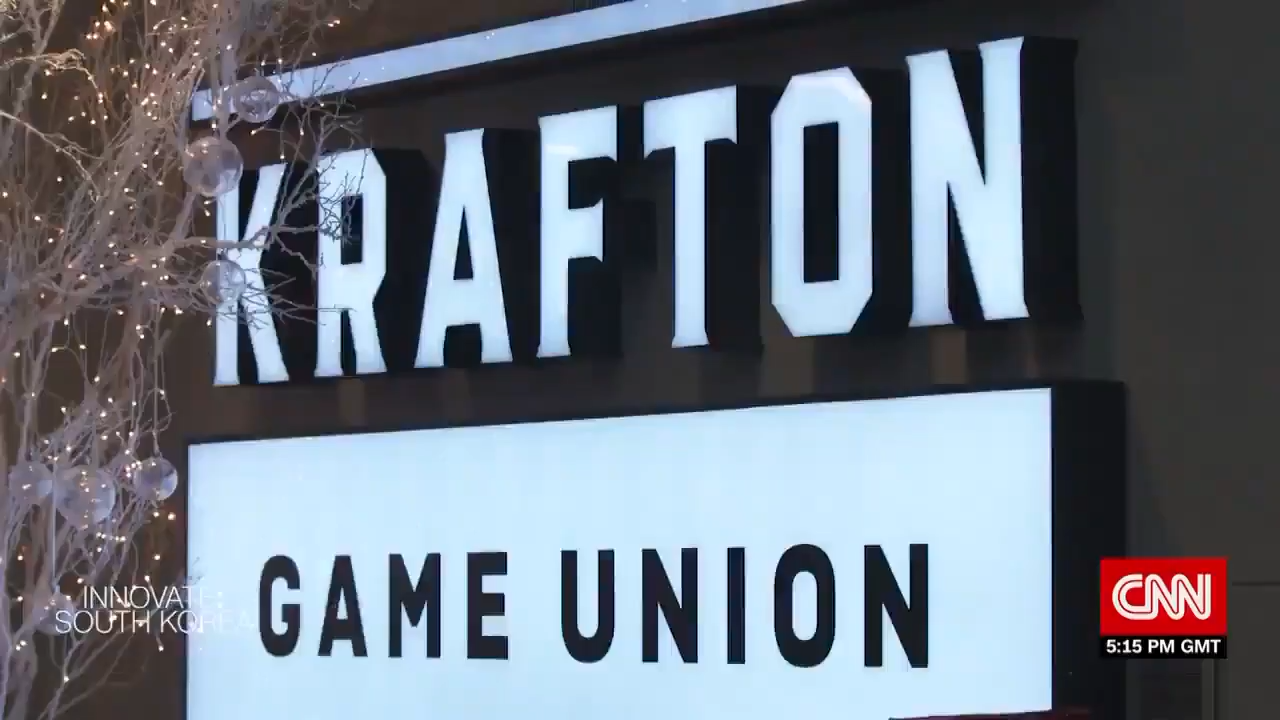 KRAFTON
GAME UNION
INNOVATE:
SOUTH KOREA
CNN
5:15 PM GMT